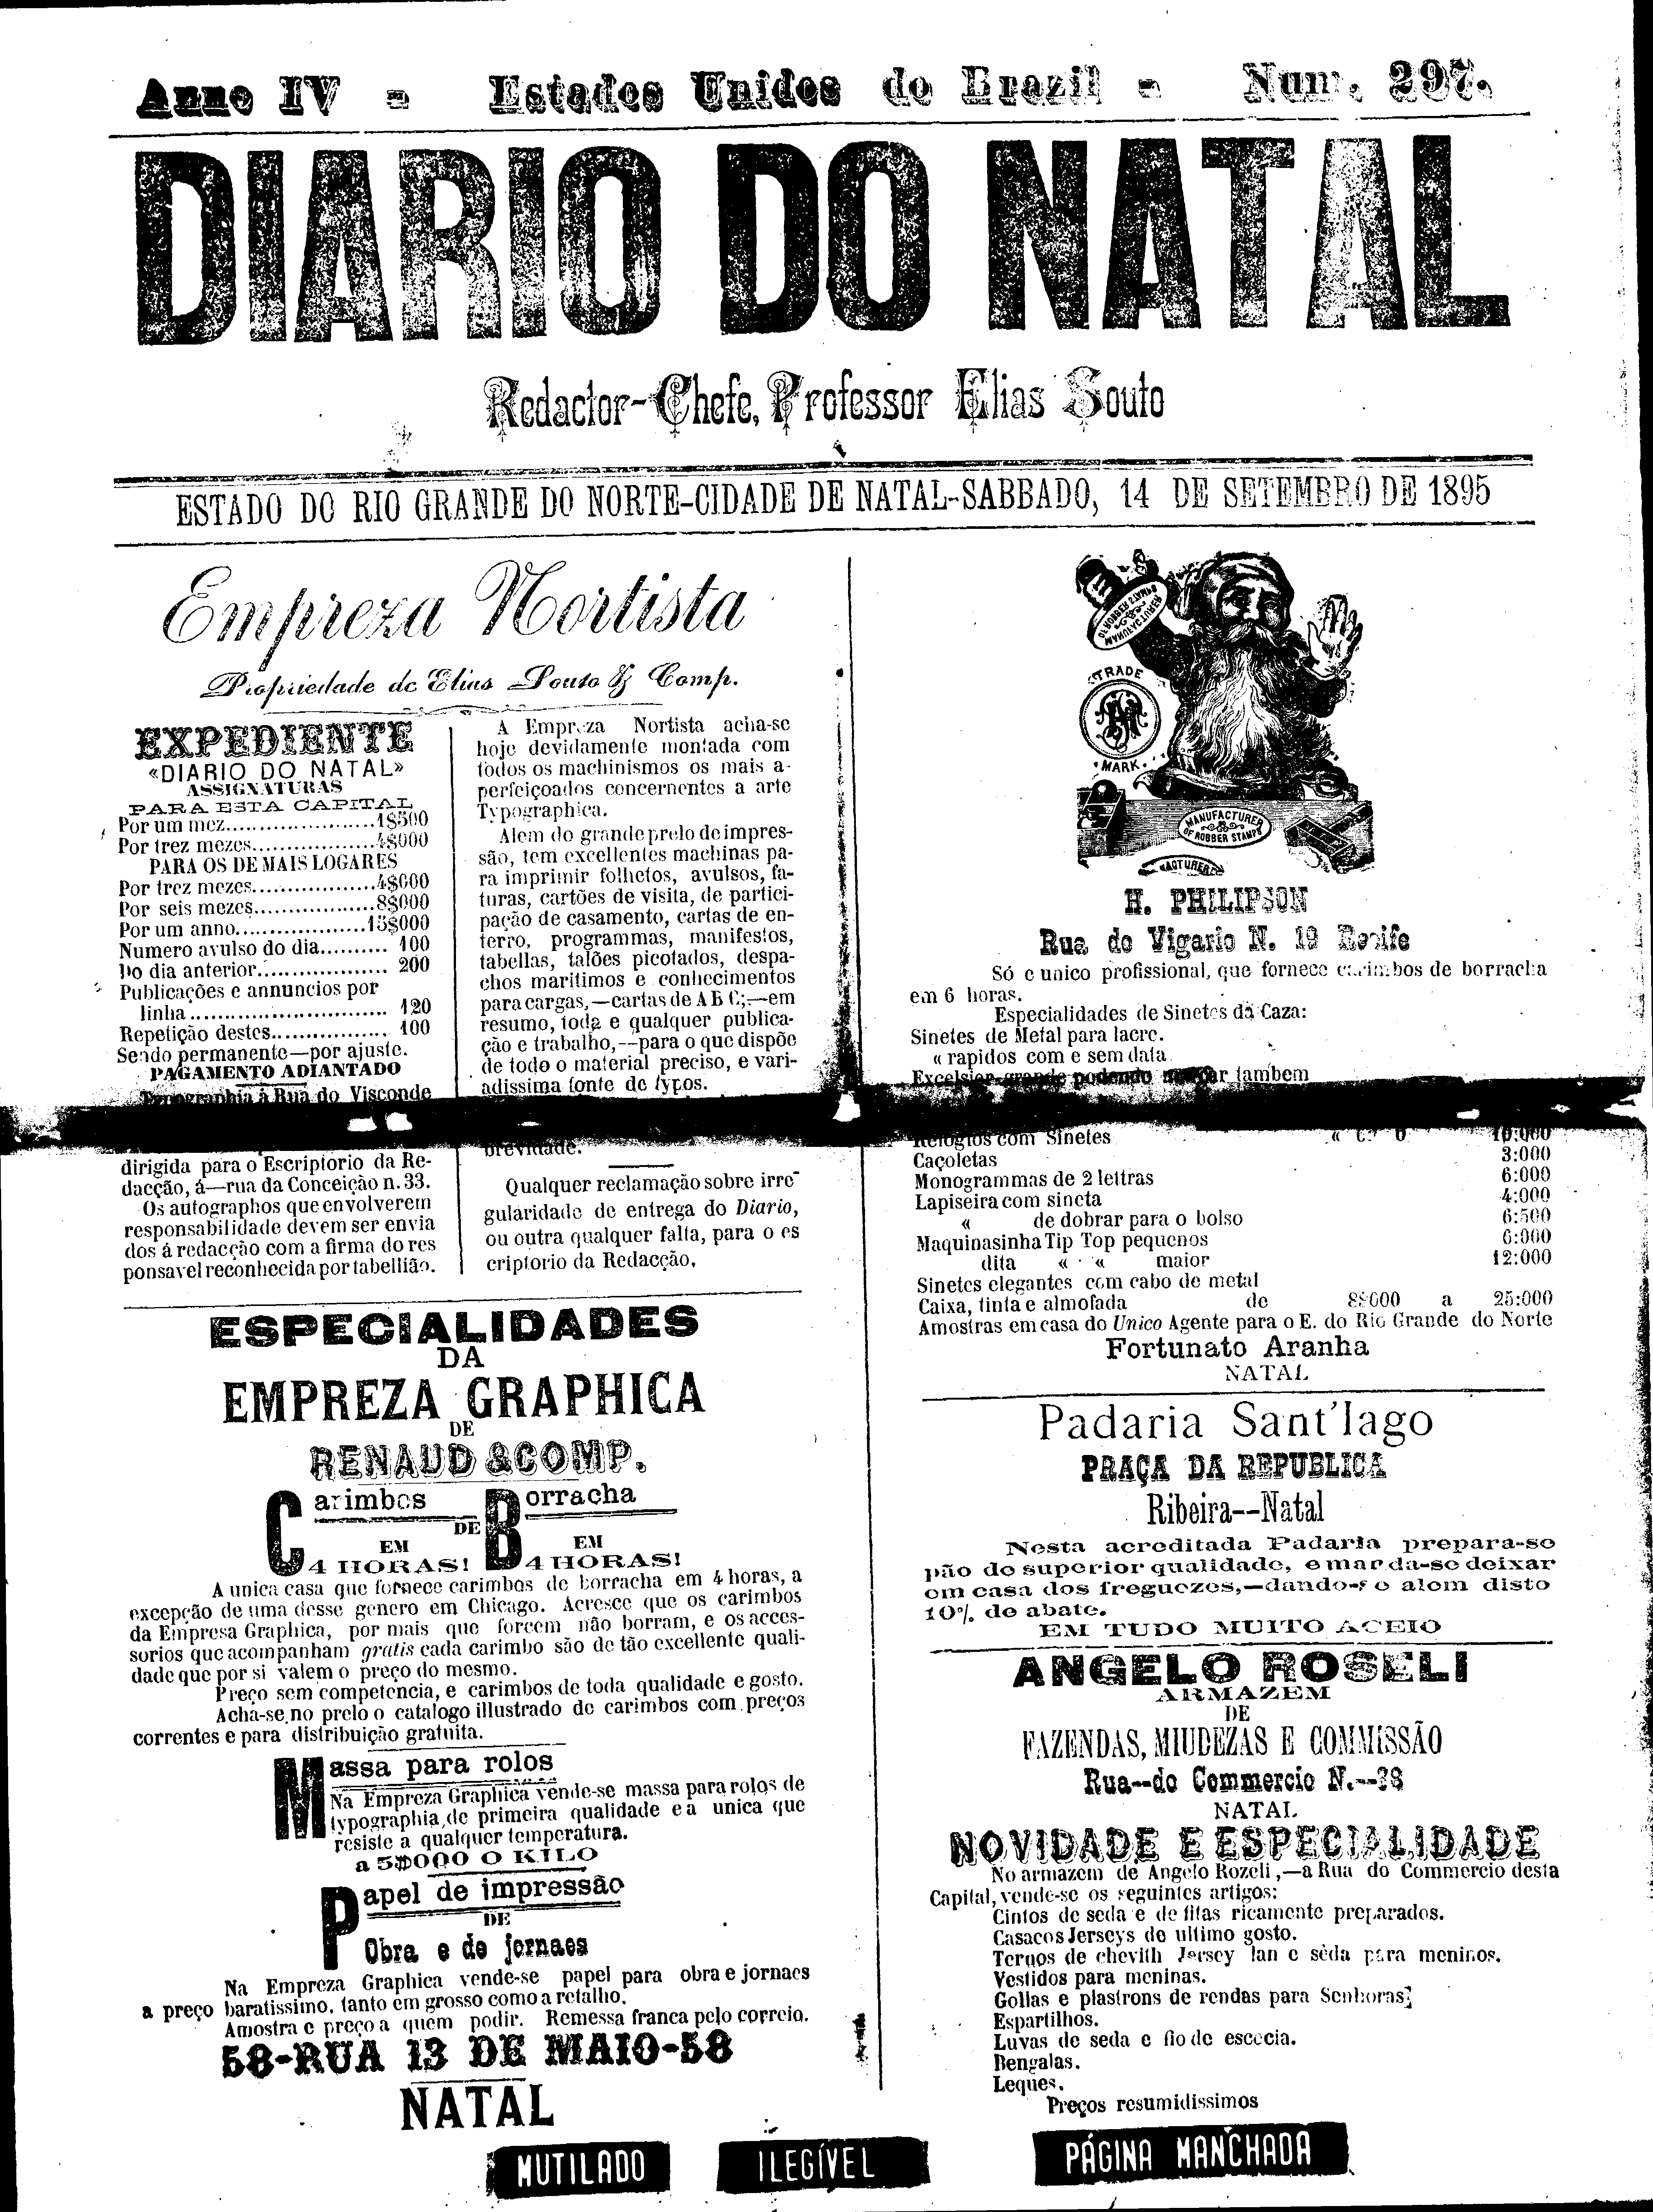 Anno IV - Estados Unidos do Brazil - Num. 297.
DIARIO DO NATAL
Redactor-Chefe, Professor Elias Souto
ESTADO DO RIO GRANDE DO NORTE-CIDADE DE NATAL-SABBADO, 14 DE SETEMBRO DE 1895
Empreza Nortista
Propriedade de Elias Souto & Comp.
EXPEDIENTE
«DIARIO DO NATAL»
ASSIGNATURAS
PARA ESTA CAPITAL
Por um mez......................1$500
Por trez mezes..................4$000
PARA OS DE MAIS LOGARES
Por trez mezes..................4$600
Por seis mezes..................8$000
Por um anno...................15$000
Numero avulso do dia.......... 100
Do dia anterior................... 200
Publicações e annuncios por
linha ............................. 120
Repetição destes................. 100
Sendo permanente—por ajuste.
PAGAMENTO ADIANTADO
Typographia á Rua do Visconde
dirigida para o Escriptorio da Re-
dacção, á—rua da Conceição n. 33.
Os autographos que envolverem
responsabilidade devem ser envia
dos á redacção com a firma do res
ponsavel reconhecida por tabellião.
A Empreza Nortista acha-se
hoje devidamente montada com
todos os machinismos os mais a-
perfeiçoados concernentes a arte
Typographica.
Alem do grande prelo de impres-
são, tem excellentes machinas pa-
ra imprimir folhetos, avulsos, fa-
turas, cartões de visita, de partici-
pação de casamento, cartas de en-
terro, programmas, manifestos,
tabellas, talões picotados, despa-
chos maritimos e conhecimentos
para cargas,—cartas de A B C;—em
resumo, toda e qualquer publica-
ção e trabalho,--para o que dispõe
de todo o material preciso, e vari-
adissima fonte de typos.
brevidade.
Qualquer reclamação sobre irre-
gularidade de entrega do Diario,
ou outra qualquer falta, para o es
criptorio da Redacção.
ESPECIALIDADES
DA
EMPREZA GRAPHICA
DE
RENAUD & COMP.
Carimbos
DE
Borracha
EM
4 HORAS!
EM
4 HORAS!
A unica casa que fornece carimbos de borracha em 4 horas, a
excepção de uma desse genero em Chicago. Acresce que os carimbos
da Empresa Graphica, por mais que forcem não borram, e os acces-
sorios que acompanham gratis cada carimbo são de tão excellente quali-
dade que por si valem o preço do mesmo.
Preço sem competencia, e carimbos de toda qualidade e gosto.
Acha-se no prelo o catalogo illustrado de carimbos com preços
correntes e para distribuição gratuita.
Massa para rolos
Na Empreza Graphica vende-se massa para rolos de
typographia, de primeira qualidade e a unica que
resiste a qualquer temperatura.
a 5$000 O KILO
Papel de impressão
DE
Obra e de jornaes
Na Empreza Graphica vende-se papel para obra e jornaes
a preço baratissimo, tanto em grosso como a retalho.
Amostra e preço a quem podir. Remessa franca pelo correio.
58-RUA 13 DE MAIO-58
NATAL
TRADE
MARK.
MANUFACTURER
OF RUBBER STAMPS
H. PHILIPSON
Rua do Vigario N. 19 Recife
Só e unico profissional, que fornece carimbos de borracha
em 6 horas.
Especialidades de Sinetes da Caza:
Sinetes de Metal para lacre.
« rapidos com e sem data
Excelsier grande podendo marcar tambem
Relogios com Sinetes 10:000
Caçoletas 3:000
Monogrammas de 2 lettras 6:000
Lapiseira com sineta 4:000
« de dobrar para o bolso 6:500
Maquinasinha Tip Top pequenos 6:000
dita « « maior 12:000
Sinetes elegantes com cabo de metal
Caixa, tinta e almofada de 8$000 a 25:000
Amostras em casa do Unico Agente para o E. do Rio Grande do Norte
Fortunato Aranha
NATAL
Padaria Sant'Iago
PRAÇA DA REPUBLICA
Ribeira--Natal
Nesta acreditada Padaria prepara-se
pão de superior qualidade, e manda-se deixar
em casa dos freguezes,—dando-se alem disto
10% de abate.
EM TUDO MUITO ACEIO
ANGELO ROSELI
ARMAZEM
DE
FAZENDAS, MIUDEZAS E COMMISSÃO
Rua--do Commercio N.--38
NATAL
NOVIDADE E ESPECIALIDADE
No armazem de Angelo Rozeli,—a Rua do Commercio desta
Capital, vende-se os seguintes artigos:
Cintos de seda e de fitas ricamente preparados.
Casacos Jerseys de ultimo gosto.
Ternos de chevith Jersey lan e sêda para meninos.
Vestidos para meninas.
Gollas e plastrons de rendas para Senhoras;
Espartilhos.
Luvas de seda e fio de escecia.
Bengalas.
Leques.
Preços resumidissimos
MUTILADO
ILEGÍVEL
PÁGINA MANCHADA